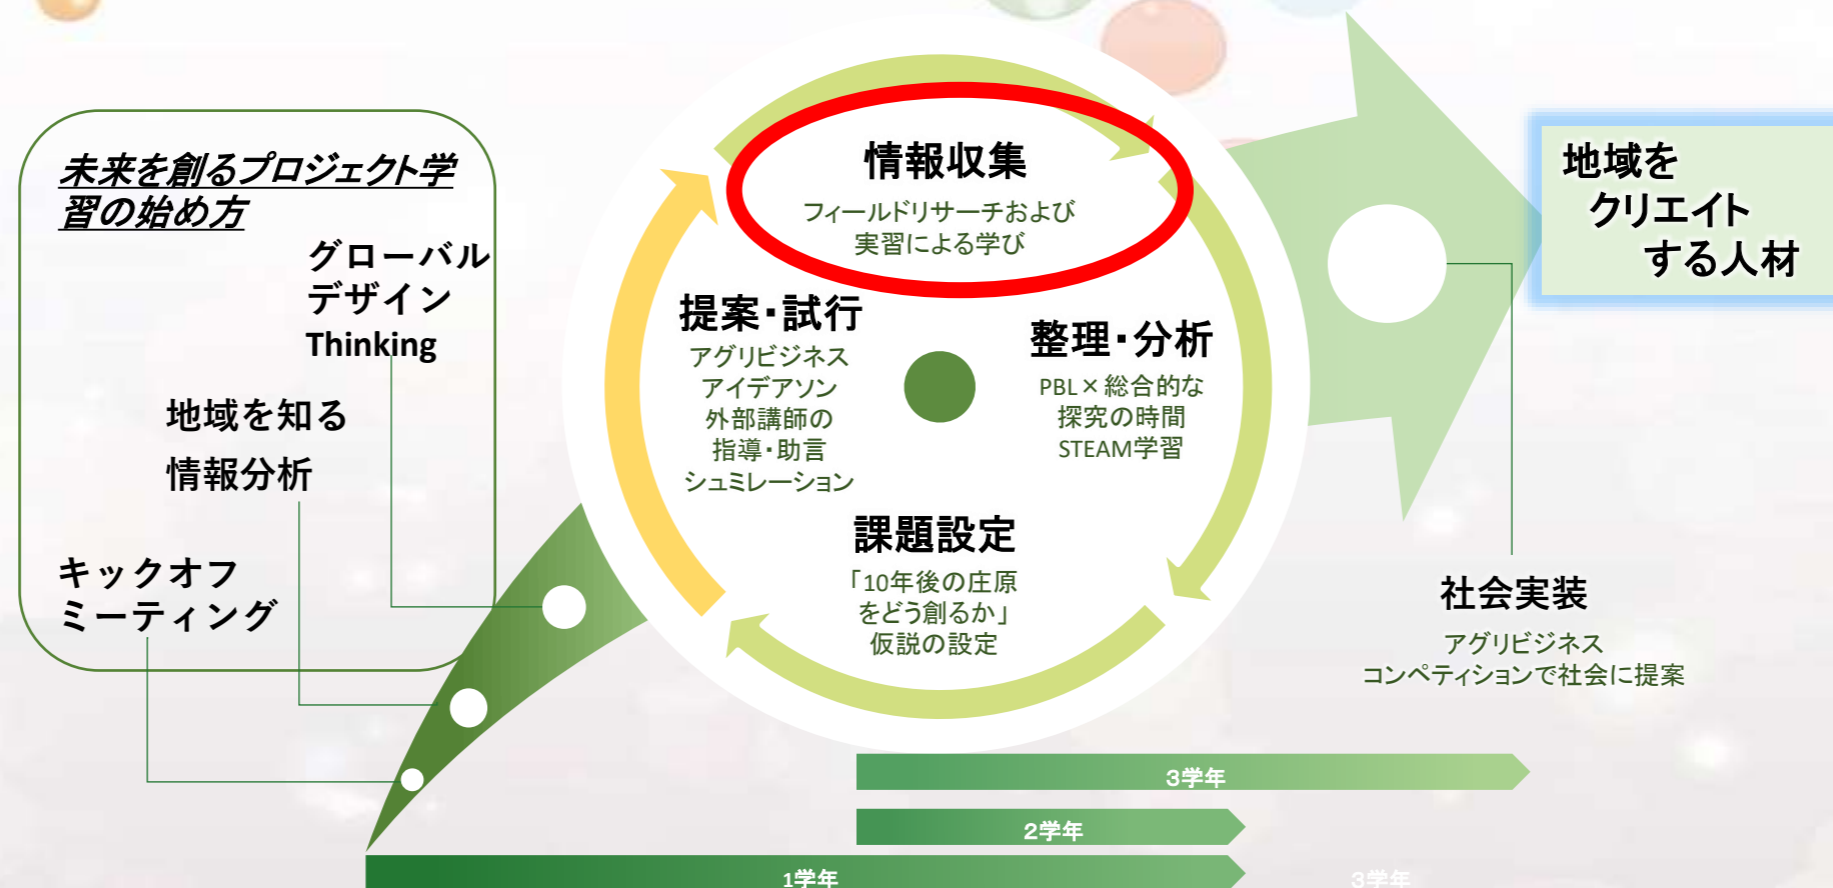 未来を創るプロジェクト学
習の始め方
グローバル
デザイン
Thinking
地域を知る
情報分析
キックオフ
ミーティング
情報収集
フィールドリサーチおよび
実習による学び
提案・試行
アグリビジネス
アイデアソン
外部講師の
指導・助言
シュミレーション
整理・分析
PBL×総合的な
探究の時間
STEAM学習
課題設定
「10年後の庄原
をどう創るか」
仮説の設定
地域を
クリエイト
する人材
社会実装
アグリビジネス
コンペティションで社会に提案
3学年
2学年
1学年
3学年